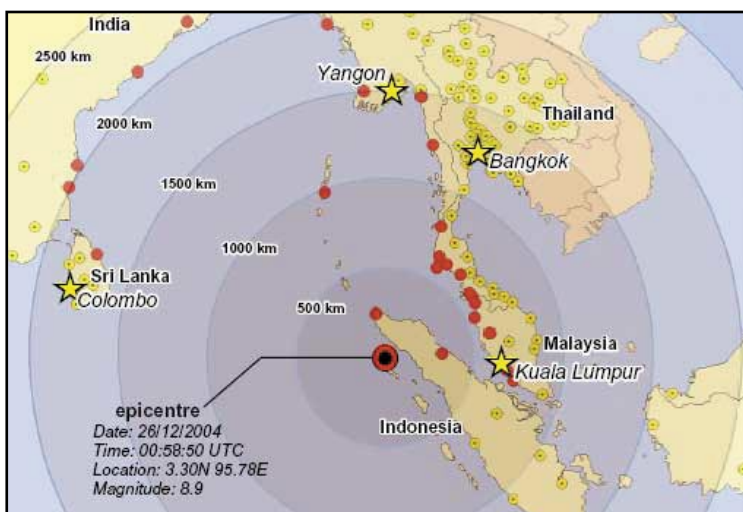 India
2500 km
Yangon
2000 km
Thailand
Bangkok
1500 km
1000 km
Sri Lanka
Colombo
500 km
Malaysia
Kuala Lumpur
epicentre
Indonesia
Date: 26/12/2004
Time: 00:58:50 UTC
Location: 3.30N 95.78E
Magnitude: 8.9